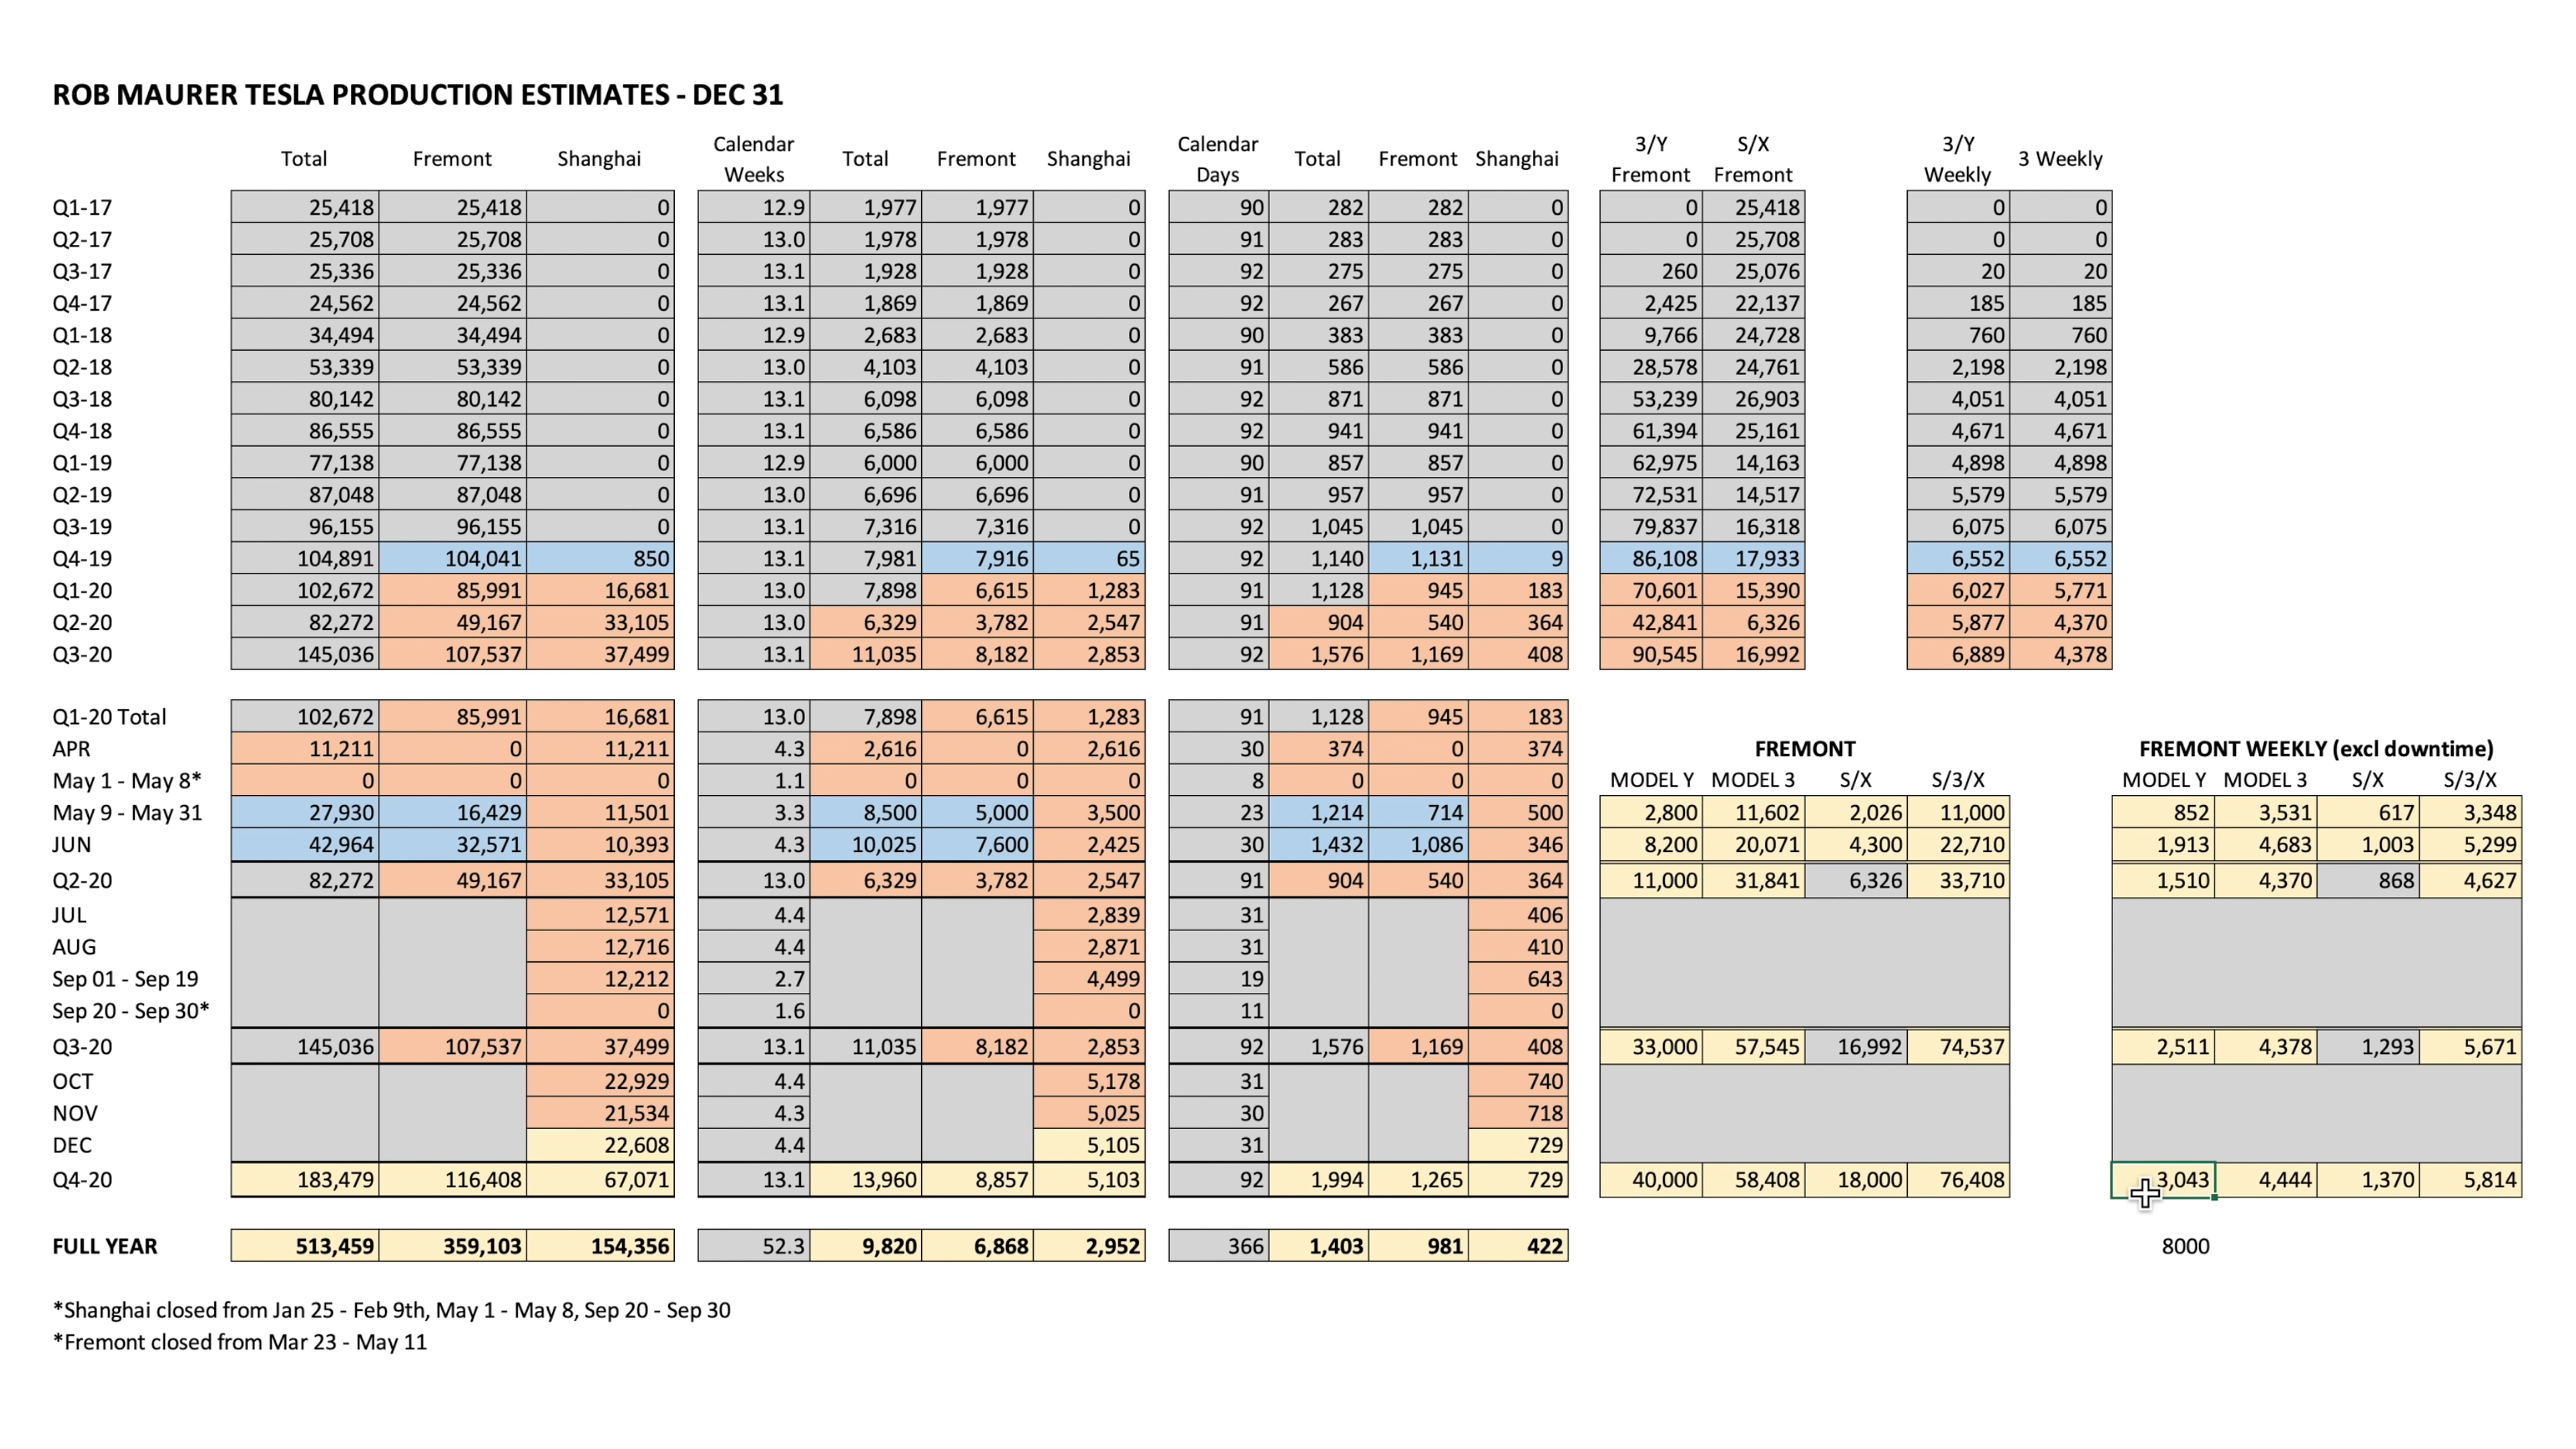 ROB MAURER TESLA PRODUCTION ESTIMATES - DEC 31
Calendar Calendar 3/Y S/X 3/Y
Total Fremont Shanghai Weeks Total Fremont Shanghai Days Total Fremont Shanghai Fremont Fremont Weekly 3 Weekly
Q1-17 25,418 25,418 0 12.9 1,977 1,977 0 90 282 282 0 0 25,418 0 0
Q2-17 25,708 25,708 0 13.0 1,978 1,978 0 91 283 283 0 0 25,708 0 0
Q3-17 25,336 25,336 0 13.1 1,928 1,928 0 92 275 275 0 260 25,076 20 20
Q4-17 24,562 24,562 0 13.1 1,869 1,869 0 92 267 267 0 2,425 22,137 185 185
Q1-18 34,494 34,494 0 12.9 2,683 2,683 0 90 383 383 0 9,766 24,728 760 760
Q2-18 53,339 53,339 0 13.0 4,103 4,103 0 91 586 586 0 28,578 24,761 2,198 2,198
Q3-18 80,142 80,142 0 13.1 6,098 6,098 0 92 871 871 0 53,239 26,903 4,051 4,051
Q4-18 86,555 86,555 0 13.1 6,586 6,586 0 92 941 941 0 61,394 25,161 4,671 4,671
Q1-19 77,138 77,138 0 12.9 6,000 6,000 0 90 857 857 0 62,975 14,163 4,898 4,898
Q2-19 87,048 87,048 0 13.0 6,696 6,696 0 91 957 957 0 72,531 14,517 5,579 5,579
Q3-19 96,155 96,155 0 13.1 7,316 7,316 0 92 1,045 1,045 0 79,837 16,318 6,075 6,075
Q4-19 104,891 104,041 850 13.1 7,981 7,916 65 92 1,140 1,131 9 86,108 17,933 6,552 6,552
Q1-20 102,672 85,991 16,681 13.0 7,898 6,615 1,283 91 1,128 945 183 70,601 15,390 6,027 5,771
Q2-20 82,272 49,167 33,105 13.0 6,329 3,782 2,547 91 904 540 364 42,841 6,326 5,877 4,370
Q3-20 145,036 107,537 37,499 13.1 11,035 8,182 2,853 92 1,576 1,169 408 90,545 16,992 6,889 4,378
Q1-20 Total 102,672 85,991 16,681 13.0 7,898 6,615 1,283 91 1,128 945 183
APR 11,211 0 11,211 4.3 2,616 0 2,616 30 374 0 374 FREMONT FREMONT WEEKLY (excl downtime)
May 1 - May 8* 0 0 0 1.1 0 0 0 8 0 0 0 MODEL Y MODEL 3 S/X S/3/X MODEL Y MODEL 3 S/X S/3/X
May 9 - May 31 27,930 16,429 11,501 3.3 8,500 5,000 3,500 23 1,214 714 500 2,800 11,602 2,026 11,000 852 3,531 617 3,348
JUN 42,964 32,571 10,393 4.3 10,025 7,600 2,425 30 1,432 1,086 346 8,200 20,071 4,300 22,710 1,913 4,683 1,003 5,299
Q2-20 82,272 49,167 33,105 13.0 6,329 3,782 2,547 91 904 540 364 11,000 31,841 6,326 33,710 1,510 4,370 868 4,627
JUL 12,571 4.4 2,839 31 406
AUG 12,716 4.4 2,871 31 410
Sep 01 - Sep 19 12,212 2.7 4,499 19 643
Sep 20 - Sep 30* 0 1.6 0 11 0
Q3-20 145,036 107,537 37,499 13.1 11,035 8,182 2,853 92 1,576 1,169 408 33,000 57,545 16,992 74,537 2,511 4,378 1,293 5,671
OCT 22,929 4.4 5,178 31 740
NOV 21,534 4.3 5,025 30 718
DEC 22,608 4.4 5,105 31 729
Q4-20 183,479 116,408 67,071 13.1 13,960 8,857 5,103 92 1,994 1,265 729 40,000 58,408 18,000 76,408 3,043 4,444 1,370 5,814
FULL YEAR 513,459 359,103 154,356 52.3 9,820 6,868 2,952 366 1,403 981 422 8000
*Shanghai closed from Jan 25 - Feb 9th, May 1 - May 8, Sep 20 - Sep 30
*Fremont closed from Mar 23 - May 11